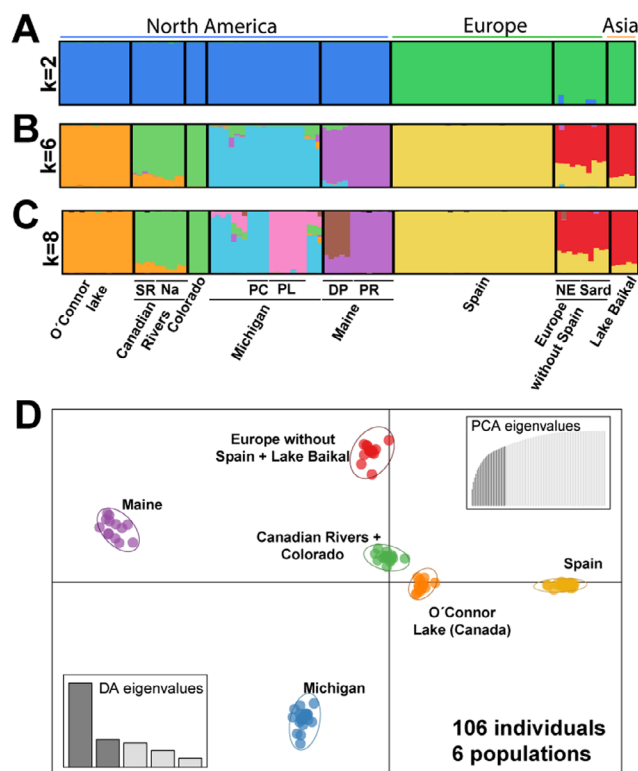 A
North America
Europe
Asia
k=2
B
k=6
C
k=8
O´Connor
lake
SR Na
Canadian
Rivers
Colorado
PC PL
Michigan
DP PR
Maine
Spain
NE Sard
Europe
without Spain
Lake Baikal
D
Europe without
Spain + Lake Baikal
PCA eigenvalues
Maine
Canadian Rivers +
Colorado
Spain
O´Connor
Lake (Canada)
DA eigenvalues
Michigan
106 individuals
6 populations